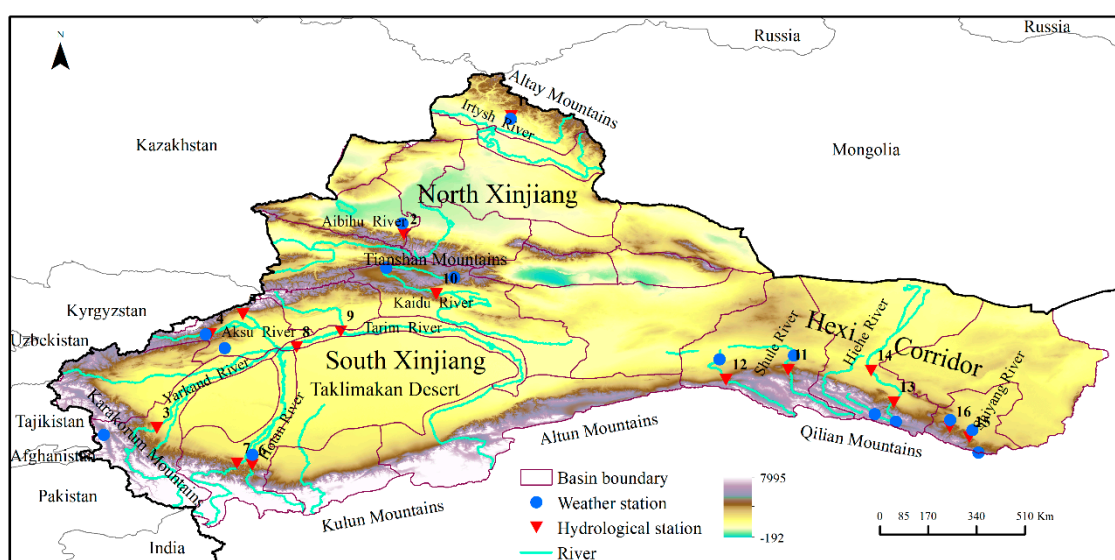 N
Russia
Russia
Altay Mountains
1
Irtysh River
Kazakhstan
Mongolia
North Xinjiang
2
Aibihu River
Tianshan Mountains
10
Kaidu River
Kyrgyzstan
4
9
Uzbekistan
Aksu River
8
Tarim River
Hexi Corridor
Hiehe River
Shule River
11
South Xinjiang
14
12
Yarkand River
Taklimakan Desert
13
3
16
Tajikistan
Karakorum Mountain
Hotan River
Altun Mountains
Qilian Mountains
7
6
Afghanistan
Pakistan
Kulun Mountains
India
Basin boundary
Weather station
Hydrological station
River
7995
-192
0 85 170 340 510 Km